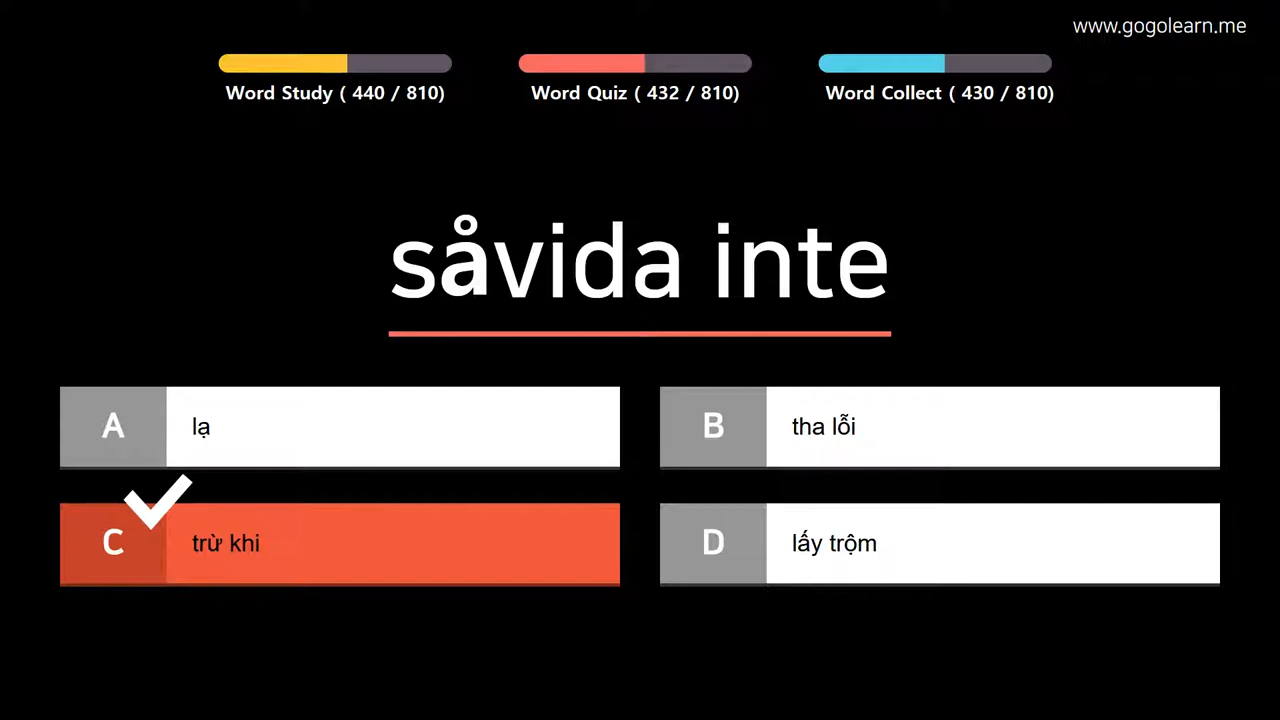 www.gogolearn.me
Word Study ( 440 / 810)
Word Quiz ( 432 / 810)
Word Collect ( 430 / 810)
såvida inte
A lạ
B tha lỗi
C trừ khi
D lấy trộm